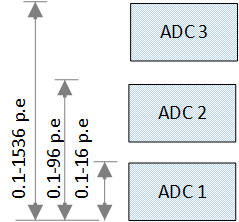 ADC 3
ADC 2
ADC 1
0.1-1536 p.e
0.1-96 p.e
0.1-16 p.e